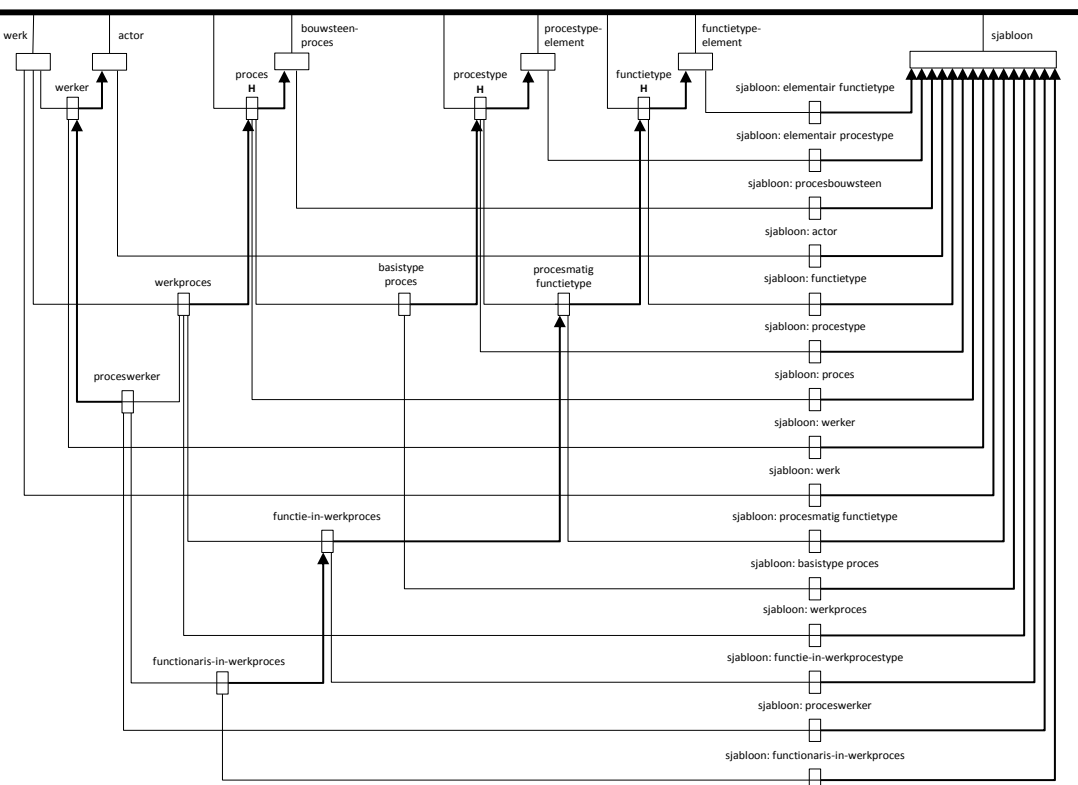 werk
actor
bouwsteen-
proces
procestype-
element
functietype-
element
sjabloon
werker
proces
H
procestype
H
functietype
H
sjabloon: elementair functietype
sjabloon: elementair procestype
sjabloon: procesbouwsteen
sjabloon: actor
werkproces
basistype
proces
procesmatig
functietype
sjabloon: functietype
sjabloon: procestype
proceswerker
sjabloon: proces
sjabloon: werker
sjabloon: werk
functie-in-werkproces
sjabloon: procesmatig functietype
sjabloon: basistype proces
sjabloon: werkproces
functionaris-in-werkproces
sjabloon: functie-in-werkprocestype
sjabloon: proceswerker
sjabloon: functionaris-in-werkproces